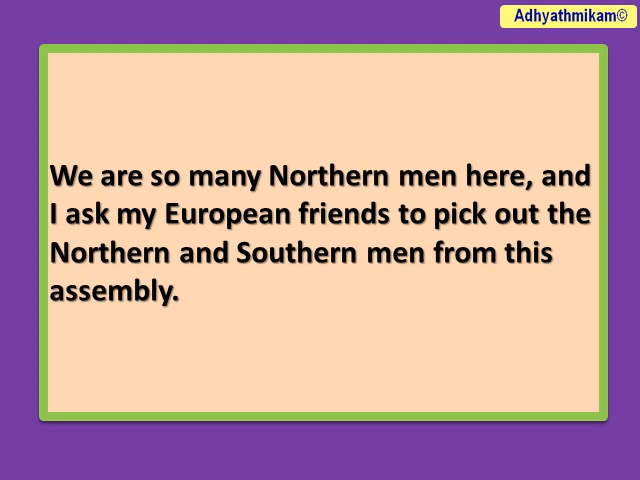 Adhyathmikam©
We are so many Northern men here, and
I ask my European friends to pick out the
Northern and Southern men from this
assembly.